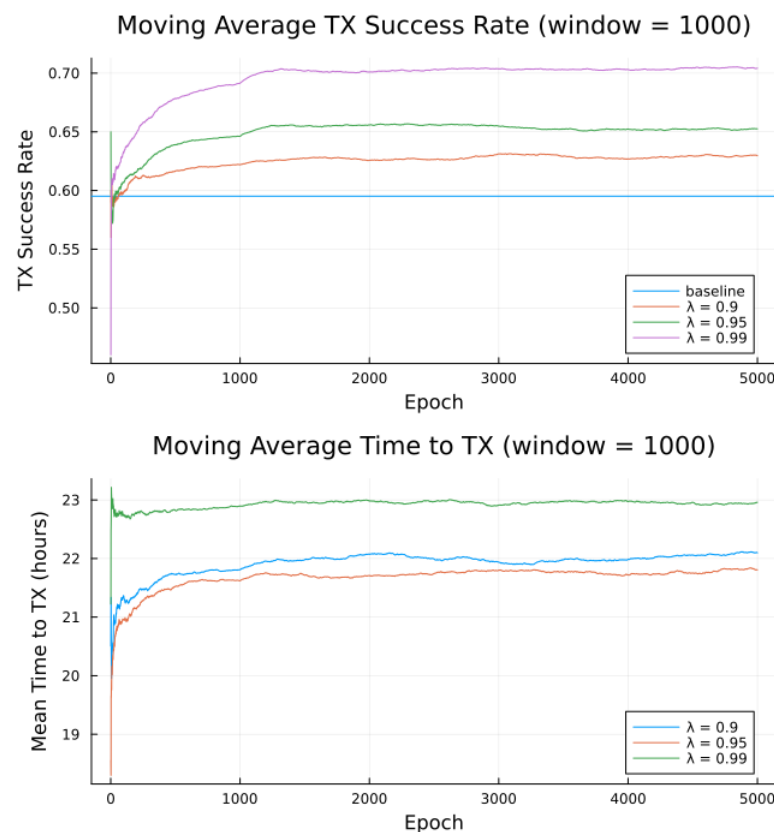 Moving Average TX Success Rate (window = 1000)
TX Success Rate
0.70
0.65
0.60
0.55
0.50
baseline
λ = 0.9
λ = 0.95
λ = 0.99
0 1000 2000 3000 4000 5000
Epoch
Moving Average Time to TX (window = 1000)
Mean Time to TX (hours)
23
22
21
20
19
λ = 0.9
λ = 0.95
λ = 0.99
0 1000 2000 3000 4000 5000
Epoch